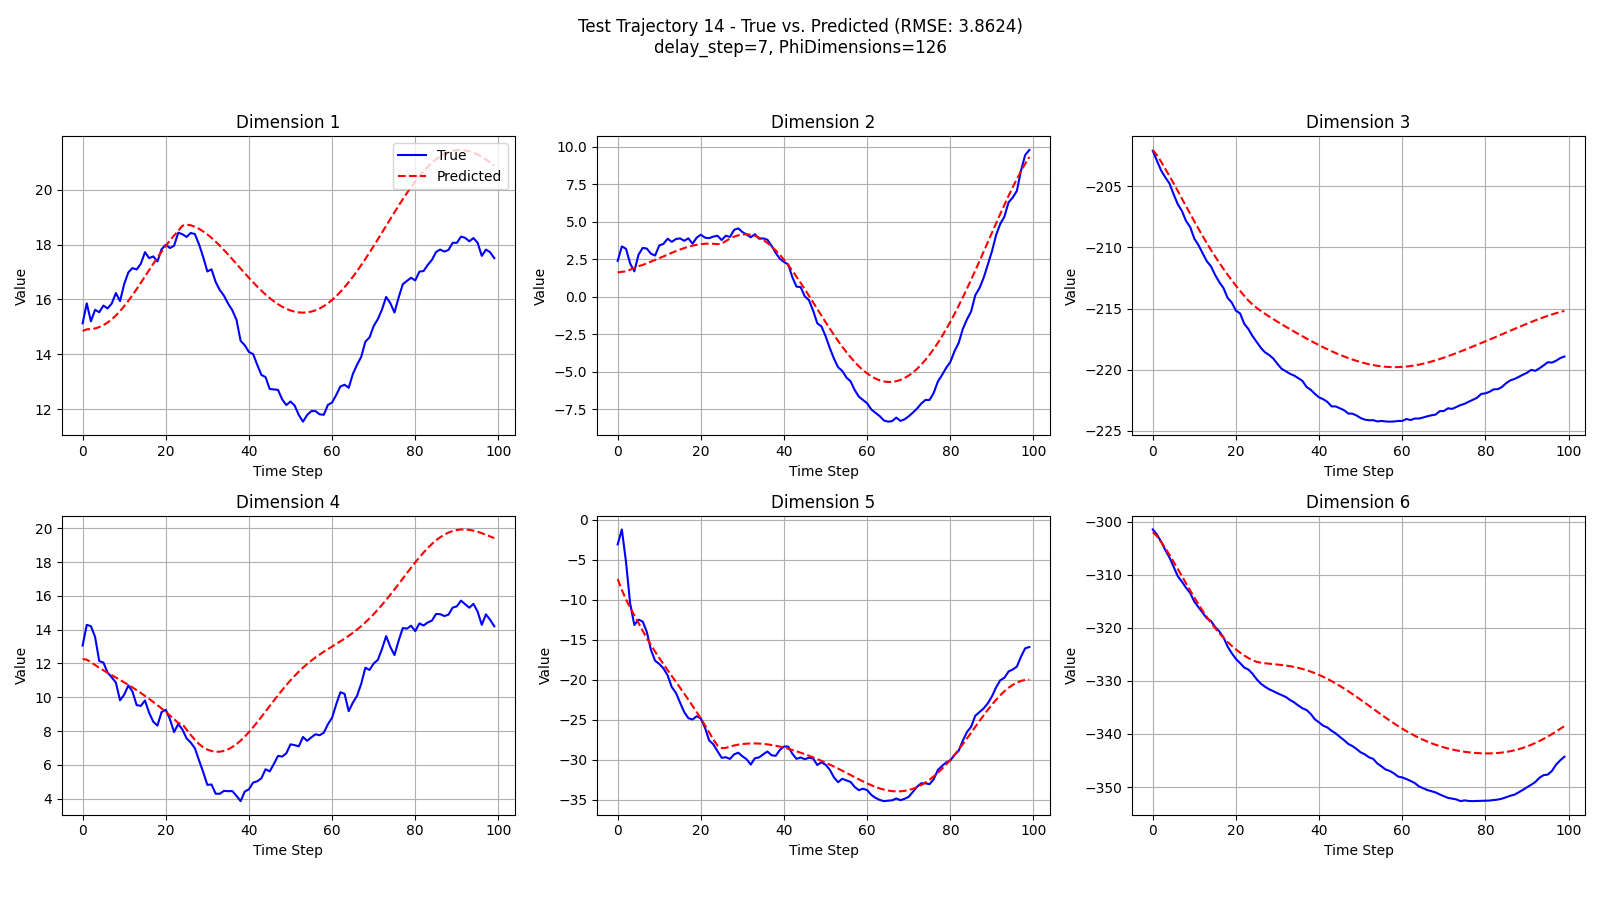 Test Trajectory 14 - True vs. Predicted (RMSE: 3.8624)
delay_step=7, PhiDimensions=126
Dimension 1
Value
20
18
16
14
12
0 20 40 60 80 100
Time Step
True
Predicted
Dimension 2
Value
10.0
7.5
5.0
2.5
0.0
−2.5
−5.0
−7.5
0 20 40 60 80 100
Time Step
Dimension 3
Value
−205
−210
−215
−220
−225
0 20 40 60 80 100
Time Step
Dimension 4
Value
20
18
16
14
12
10
8
6
4
0 20 40 60 80 100
Time Step
Dimension 5
Value
0
−5
−10
−15
−20
−25
−30
−35
0 20 40 60 80 100
Time Step
Dimension 6
Value
−300
−310
−320
−330
−340
−350
0 20 40 60 80 100
Time Step